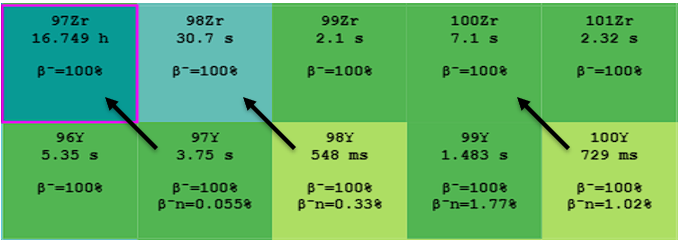 97Zr
16.749 h
β⁻=100%
98Zr
30.7 s
β⁻=100%
99Zr
2.1 s
β⁻=100%
100Zr
7.1 s
β⁻=100%
101Zr
2.32 s
β⁻=100%
96Y
5.35 s
β⁻=100%
97Y
3.75 s
β⁻=100%
β⁻n=0.055%
98Y
548 ms
β⁻=100%
β⁻n=0.33%
99Y
1.483 s
β⁻=100%
β⁻n=1.77%
100Y
729 ms
β⁻=100%
β⁻n=1.02%